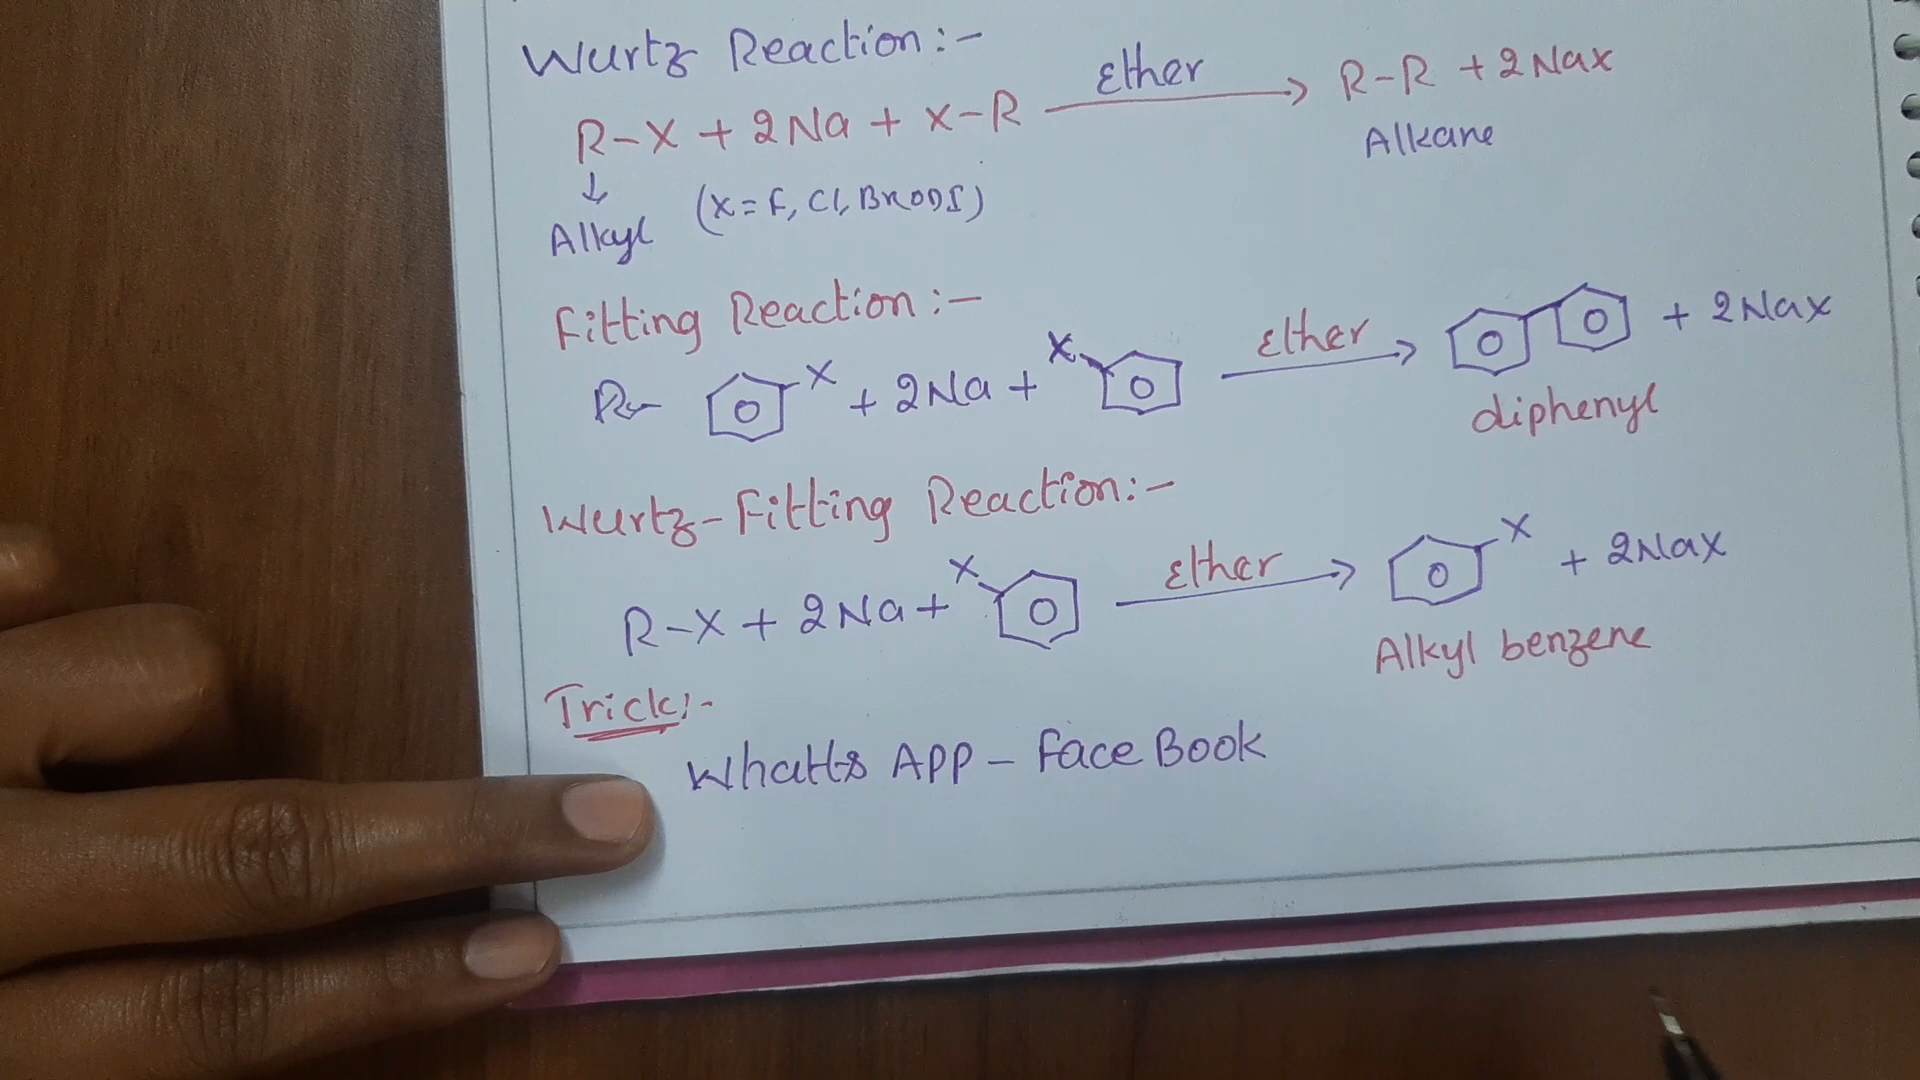 Wurtz Reaction :-
R-X + 2Na + X-R Ether → R-R + 2Nax
↓ Alkane
Alkyl (X = F, Cl, Br or I)
Fitting Reaction :-
R- X + 2Na + X Ether → + 2Nax
diphenyl
Wurtz-Fitting Reaction :-
R-X + 2Na + X Ether → X + 2Nax
Alkyl benzene
Trick:-
Whatts APP - Face Book